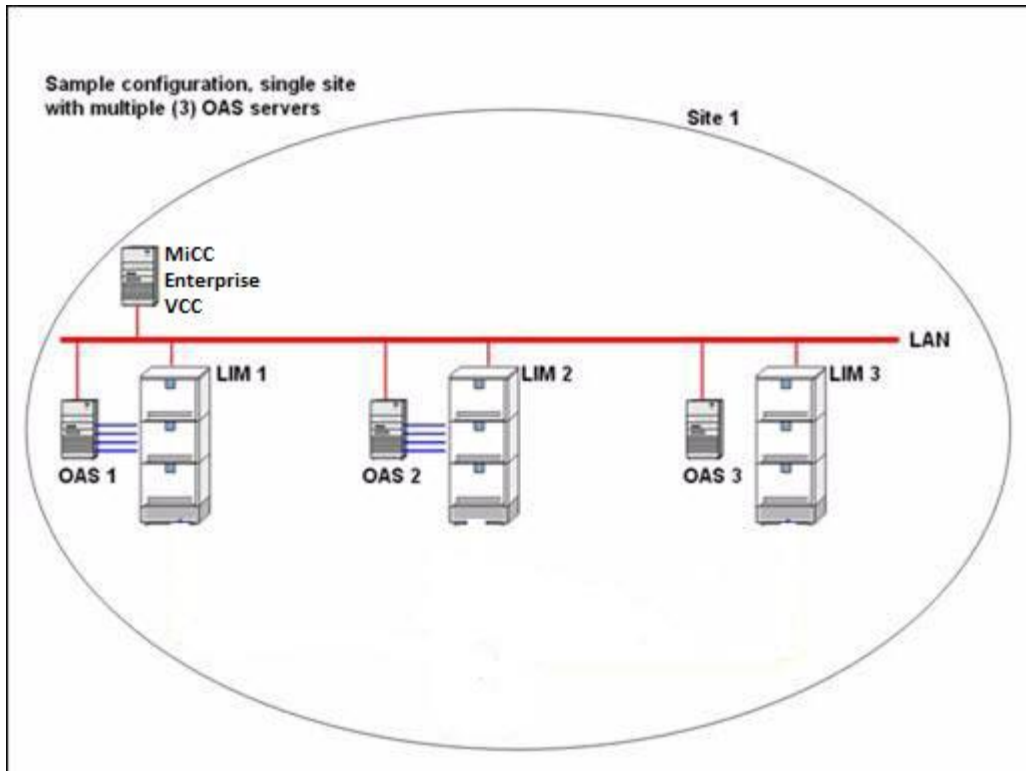 Sample configuration, single site
with multiple (3) OAS servers
Site 1
MiCC
Enterprise
VCC
LAN
LIM 1
LIM 2
LIM 3
OAS 1
OAS 2
OAS 3